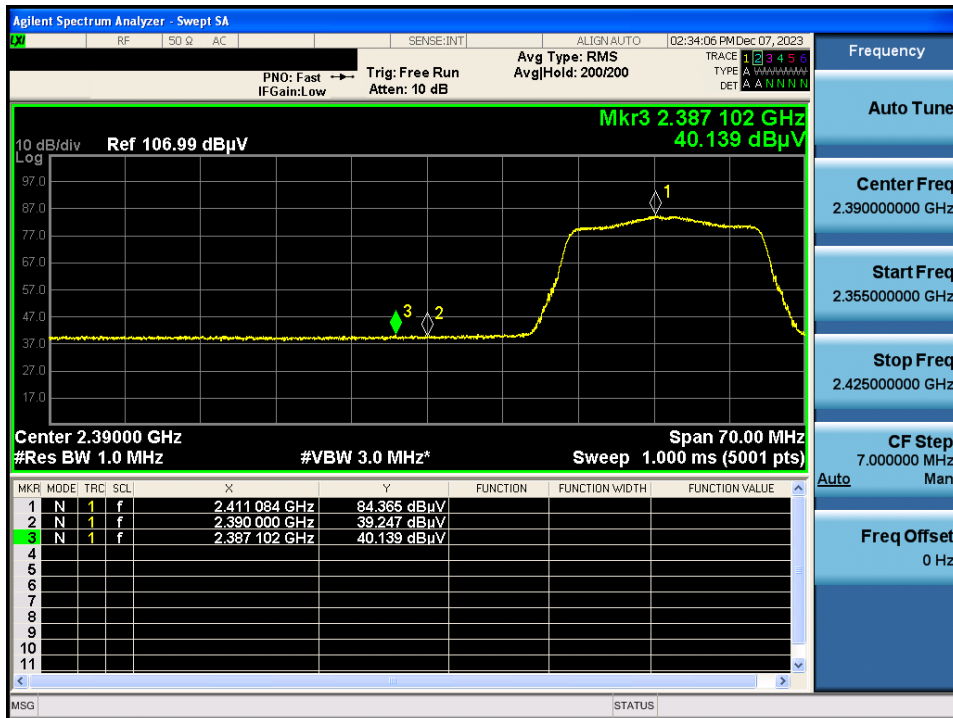 Agilent Spectrum Analyzer - Swept SA
LXI RF 50 Ω AC SENSE:INT ALIGN AUTO 02:34:06 PM Dec 07, 2023
PNO: Fast Trig: Free Run Avg Type: RMS TRACE 1 2 3 4 5 6
IFGain:Low Atten: 10 dB Avg|Hold: 200/200 TYPE A WWWWW
DET A A N N N N
Mkr3 2.387 102 GHz
40.139 dBµV
10 dB/div Ref 106.99 dBµV
Log
97.0
87.0
77.0
67.0
57.0
47.0
37.0
27.0
17.0
1
3
2
Center 2.39000 GHz Span 70.00 MHz
#Res BW 1.0 MHz #VBW 3.0 MHz* Sweep 1.000 ms (5001 pts)
MKR MODE TRC SCL X Y FUNCTION FUNCTION WIDTH FUNCTION VALUE
1 N 1 f 2.411 084 GHz 84.365 dBµV
2 N 1 f 2.390 000 GHz 39.247 dBµV
3 N 1 f 2.387 102 GHz 40.139 dBµV
4
5
6
7
8
9
10
11
MSG STATUS
Frequency
Auto Tune
Center Freq
2.390000000 GHz
Start Freq
2.355000000 GHz
Stop Freq
2.425000000 GHz
CF Step
7.000000 MHz
Auto Man
Freq Offset
0 Hz